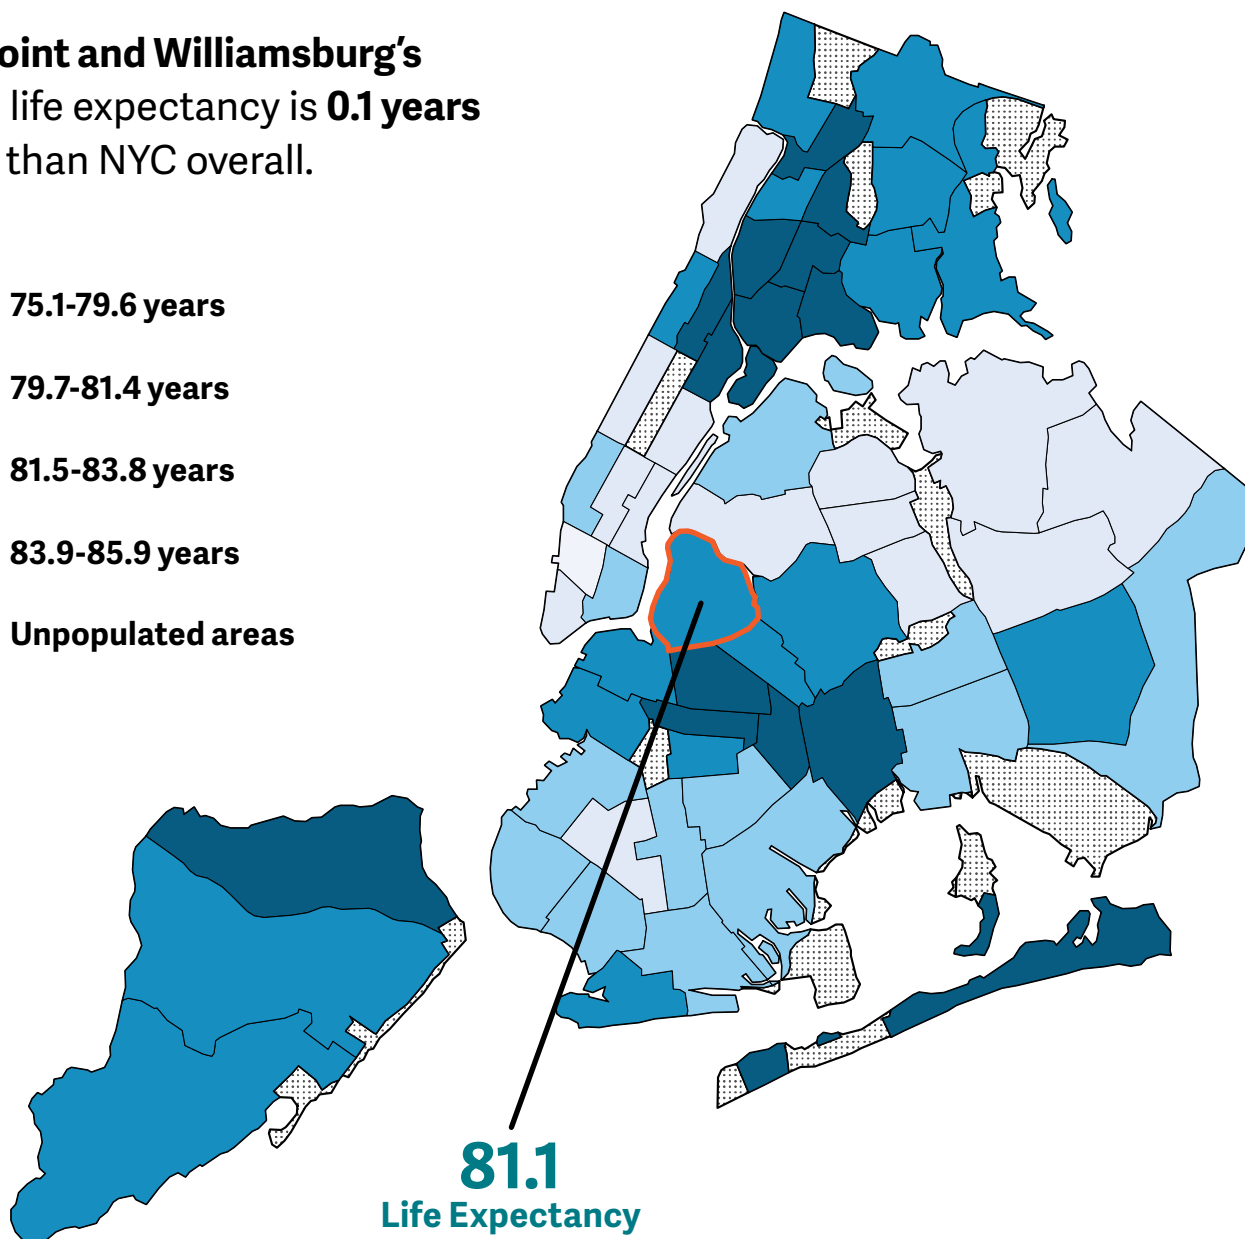 oint and Williamsburg's
life expectancy is 0.1 years
than NYC overall.
75.1-79.6 years
79.7-81.4 years
81.5-83.8 years
83.9-85.9 years
Unpopulated areas
81.1
Life Expectancy